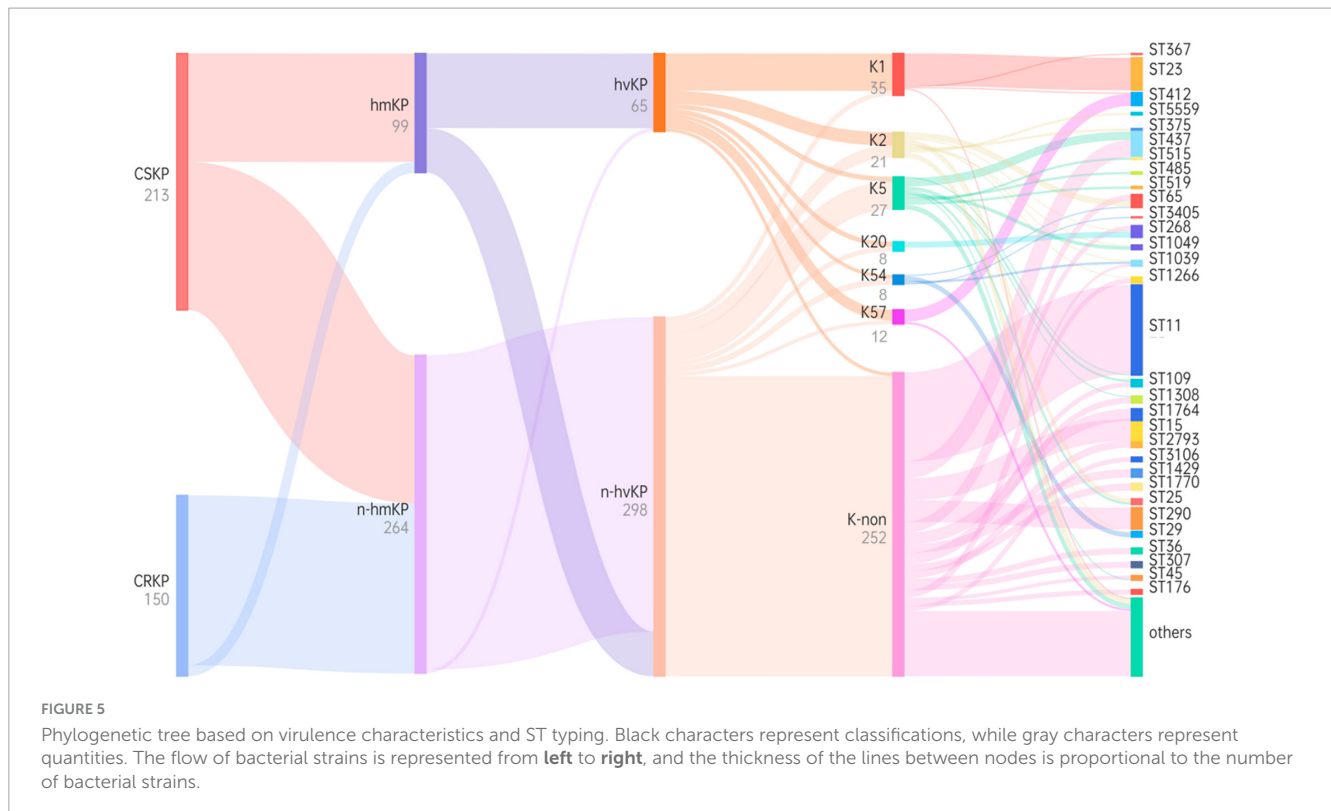 CSKP
213
CRKP
150
hmKP
99
n-hmKP
264
hvKP
65
n-hvKP
298
K1
35
K2
21
K5
27
K20
8
K54
8
K57
12
K-non
252
ST367
ST23
ST412
ST5559
ST375
ST437
ST515
ST485
ST519
ST65
ST3405
ST268
ST1049
ST1039
ST1266
ST11
ST109
ST1308
ST1764
ST15
ST2793
ST3106
ST1429
ST1770
ST25
ST290
ST29
ST36
ST307
ST45
ST176
others
FIGURE 5
Phylogenetic tree based on virulence characteristics and ST typing. Black characters represent classifications, while gray characters represent
quantities. The flow of bacterial strains is represented from left to right, and the thickness of the lines between nodes is proportional to the number
of bacterial strains.